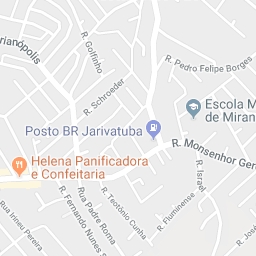 rianópolis
R. Golfinho
R. Pedro Felipe Borges
R. Schroeder
Escola M
de Miran
Posto BR Jarivatuba
R. Monsenhor Ger
Helena Panificadora
e Confeitaria
R. Israel
Rua Irineu Pereira
R. Fernando Nunes
Rua Padre Roma
R. Teotônio Cunha
R. Fluminense
R. José Gra